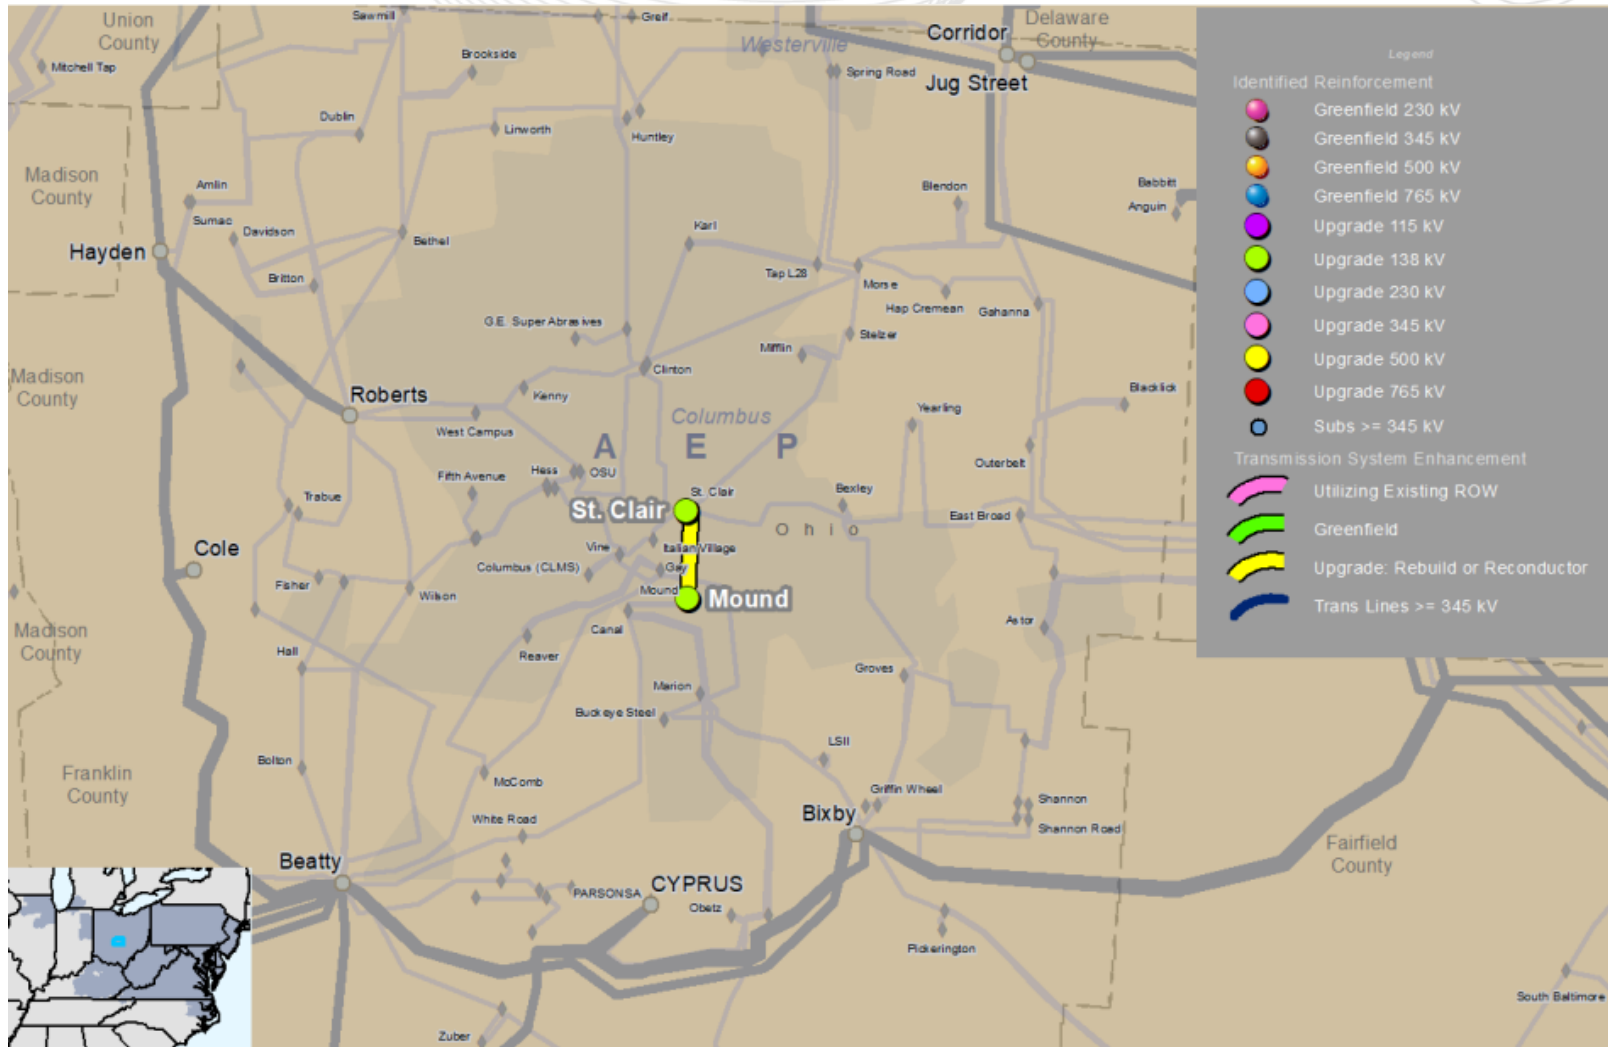 Union
County
Sawmill
Greif
Delaware
County
Corridor
Westerville
Mitchell Tap
Brookside
Spring Road
Jug Street
Dublin
Linworth
Huntley
Madison
County
Amlin
Blendon
Babbitt
Anguin
Sumac
Davidson
Bethel
Karl
Hayden
Britton
Tap L28
Morse
Hap Cremean
Gahanna
G.E. Super Abrasives
Mifflin
Stelzer
Clinton
Madison
County
Roberts
Kenny
Blacklick
Columbus
Yearling
West Campus
A E P
Outerbelt
Hess
OSU
Fifth Avenue
Trabue
St. Clair
Bexley
St. Clair
East Broad
Ohio
Cole
Vine
Italian Village
Columbus (CLMS)
Gay
Fisher
Wilson
Mound
Mound
Madison
County
Canal
Astor
Hall
Reaver
Groves
Marion
Buckeye Steel
LSII
Bolton
Franklin
County
McComb
Griffin Wheel
Shannon
White Road
Bixby
Shannon Road
Fairfield
County
Beatty
PARSONSA
CYPRUS
Obetz
Pickerington
South Baltimore
Zuber
Legend
Identified Reinforcement
Greenfield 230 kV
Greenfield 345 kV
Greenfield 500 kV
Greenfield 765 kV
Upgrade 115 kV
Upgrade 138 kV
Upgrade 230 kV
Upgrade 345 kV
Upgrade 500 kV
Upgrade 765 kV
Subs >= 345 kV
Transmission System Enhancement
Utilizing Existing ROW
Greenfield
Upgrade: Rebuild or Reconductor
Trans Lines >= 345 kV